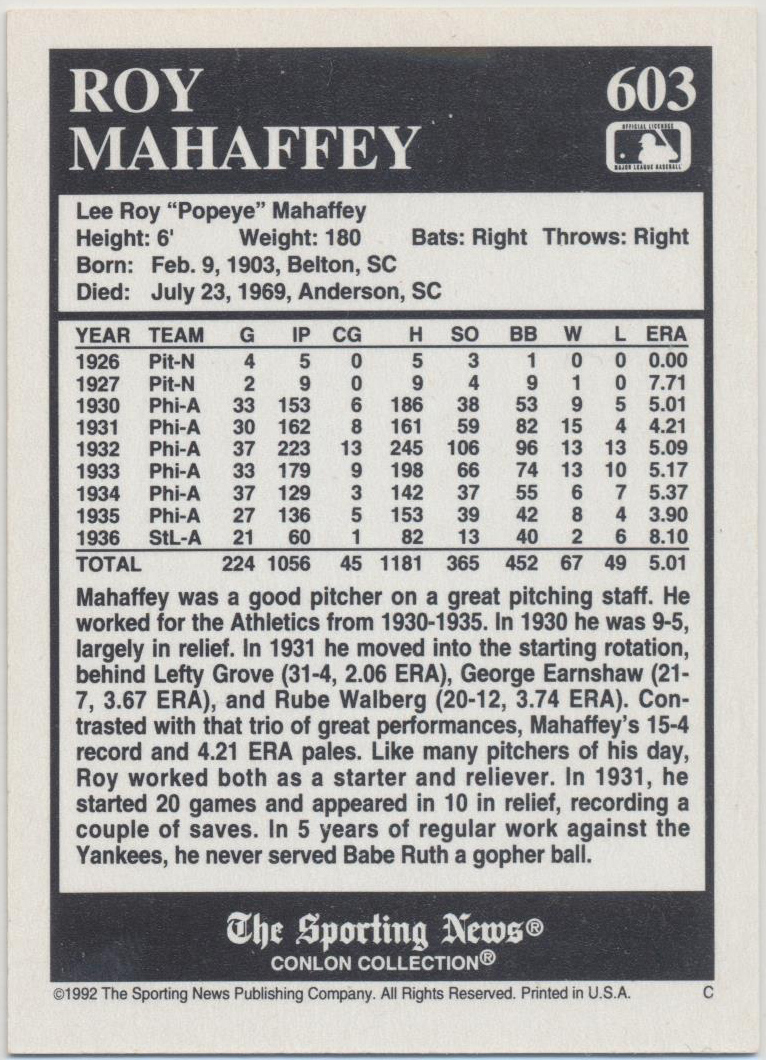 ROY
603
MAHAFFEY
OFFICIAL LICENSEE
MAJOR LEAGUE BASEBALL
Lee Roy “Popeye” Mahaffey
Height: 6' Weight: 180 Bats: Right Throws: Right
Born: Feb. 9, 1903, Belton, SC
Died: July 23, 1969, Anderson, SC
YEAR TEAM G IP CG H SO BB W L ERA
1926 Pit-N 4 5 0 5 3 1 0 0 0.00
1927 Pit-N 2 9 0 9 4 9 1 0 7.71
1930 Phi-A 33 153 6 186 38 53 9 5 5.01
1931 Phi-A 30 162 8 161 59 82 15 4 4.21
1932 Phi-A 37 223 13 245 106 96 13 13 5.09
1933 Phi-A 33 179 9 198 66 74 13 10 5.17
1934 Phi-A 37 129 3 142 37 55 6 7 5.37
1935 Phi-A 27 136 5 153 39 42 8 4 3.90
1936 StL-A 21 60 1 82 13 40 2 6 8.10
TOTAL 224 1056 45 1181 365 452 67 49 5.01
Mahaffey was a good pitcher on a great pitching staff. He
worked for the Athletics from 1930-1935. In 1930 he was 9-5,
largely in relief. In 1931 he moved into the starting rotation,
behind Lefty Grove (31-4, 2.06 ERA), George Earnshaw (21-
7, 3.67 ERA), and Rube Walberg (20-12, 3.74 ERA). Con-
trasted with that trio of great performances, Mahaffey's 15-4
record and 4.21 ERA pales. Like many pitchers of his day,
Roy worked both as a starter and reliever. In 1931, he
started 20 games and appeared in 10 in relief, recording a
couple of saves. In 5 years of regular work against the
Yankees, he never served Babe Ruth a gopher ball.
The Sporting News®
CONLON COLLECTION®
©1992 The Sporting News Publishing Company. All Rights Reserved. Printed in U.S.A. C